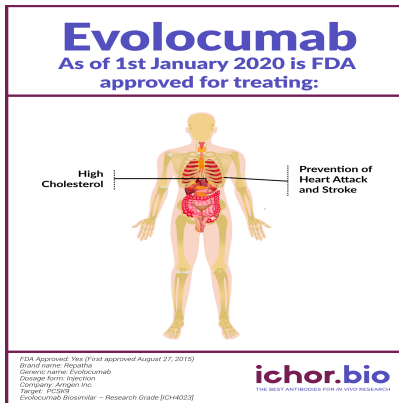 Evolocumab
As of 1st January 2020 is FDA
approved for treating:
High
Cholesterol
Prevention of
Heart Attack
and Stroke
FDA Approved: Yes (First approved August 27, 2015)
Brand name: Repatha
Generic name: Evolocumab
Dosage form: Injection
Company: Amgen Inc.
Target: PCSK9
Evolocumab Biosimilar – Research Grade [ICH4023]
ichor.bio
THE BEST ANTIBODIES FOR IN VIVO RESEARCH